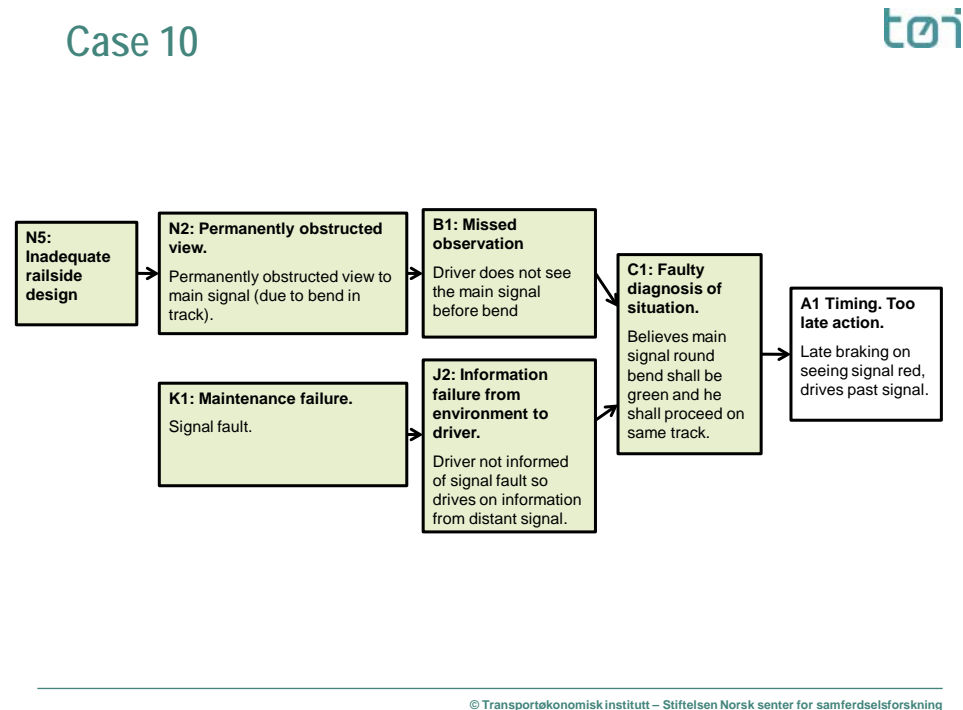 Case 10
tøi
N5:
Inadequate
railside
design
N2: Permanently obstructed
view.
Permanently obstructed view to
main signal (due to bend in
track).
B1: Missed
observation
Driver does not see
the main signal
before bend
K1: Maintenance failure.
Signal fault.
J2: Information
failure from
environment to
driver.
Driver not informed
of signal fault so
drives on information
from distant signal.
C1: Faulty
diagnosis of
situation.
Believes main
signal round
bend shall be
green and he
shall proceed on
same track.
A1 Timing. Too
late action.
Late braking on
seeing signal red,
drives past signal.
© Transportøkonomisk institutt – Stiftelsen Norsk senter for samferdselsforskning